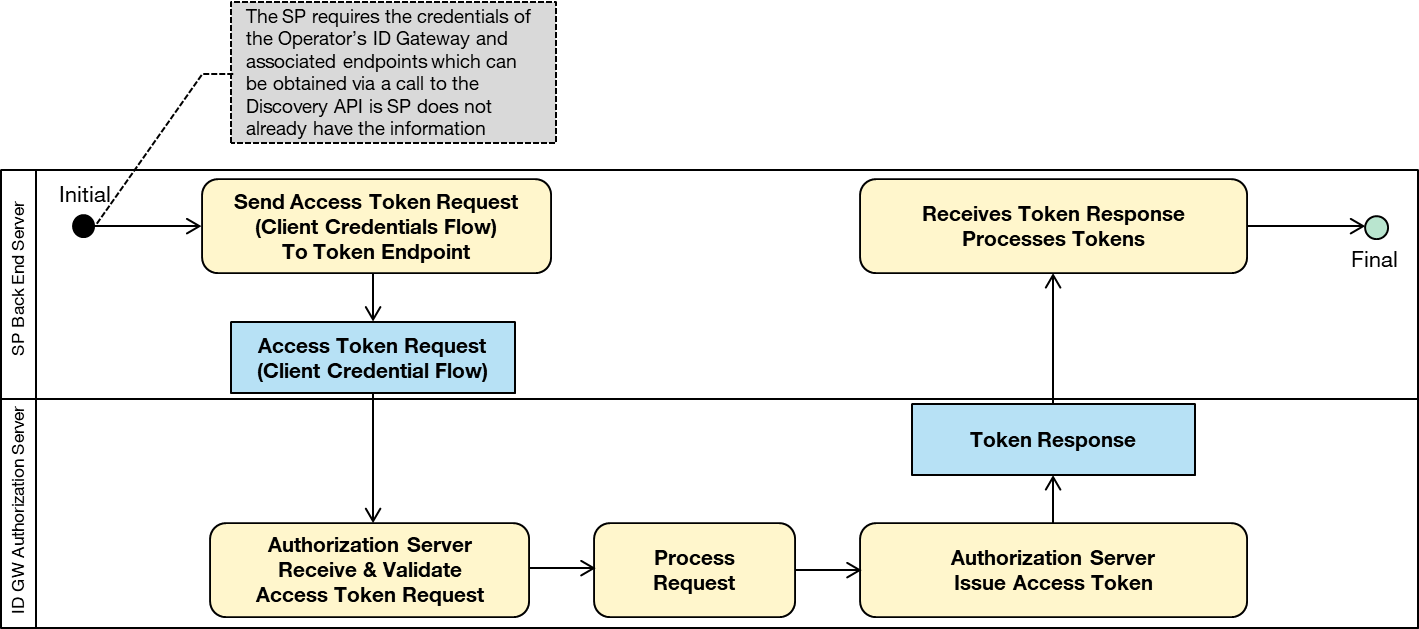 The SP requires the credentials of
the Operator's ID Gateway and
associated endpoints which can
be obtained via a call to the
Discovery API is SP does not
already have the information
SP Back End Server
Initial
Send Access Token Request
(Client Credentials Flow)
To Token Endpoint
Receives Token Response
Processes Tokens
Final
Access Token Request
(Client Credential Flow)
ID GW Authorization Server
Token Response
Authorization Server
Receive & Validate
Access Token Request
Process
Request
Authorization Server
Issue Access Token